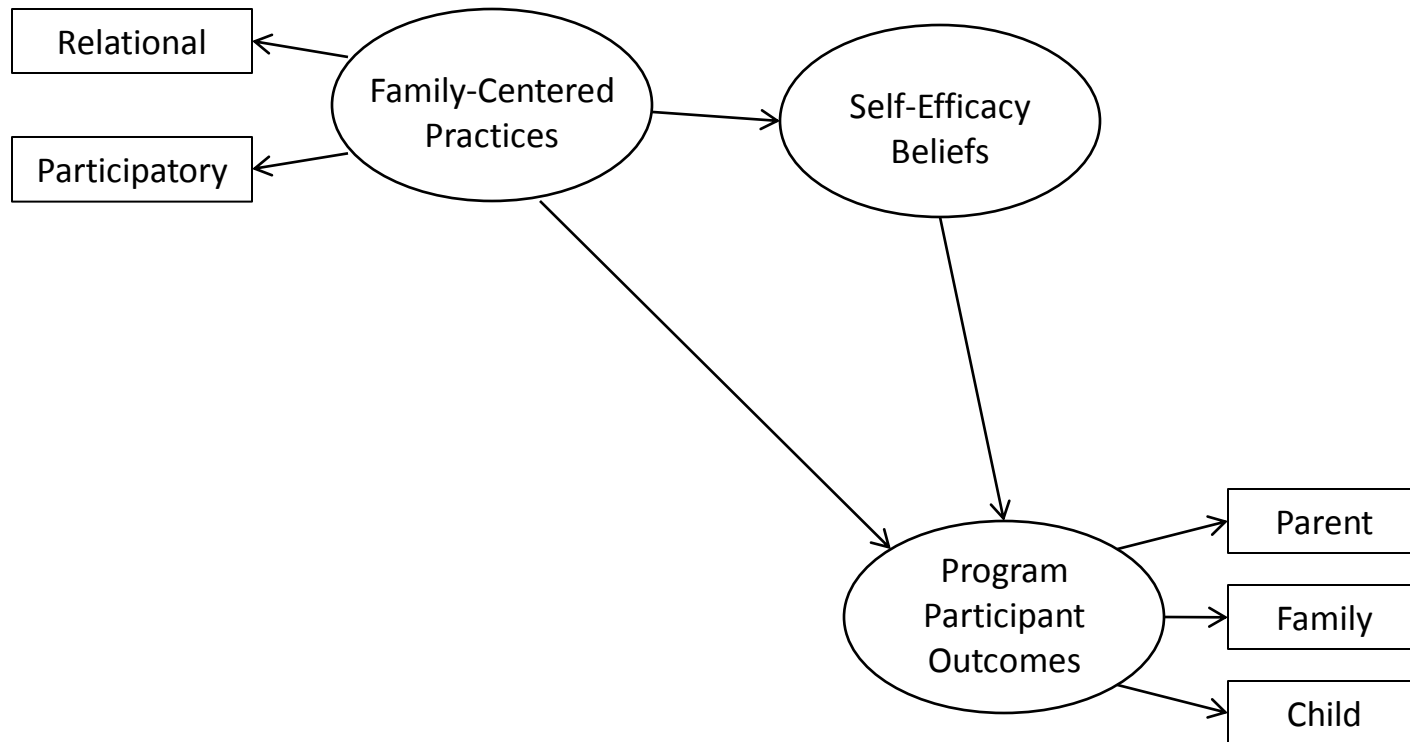 Relational
Participatory
Family-Centered
Practices
Self-Efficacy
Beliefs
Program
Participant
Outcomes
Parent
Family
Child